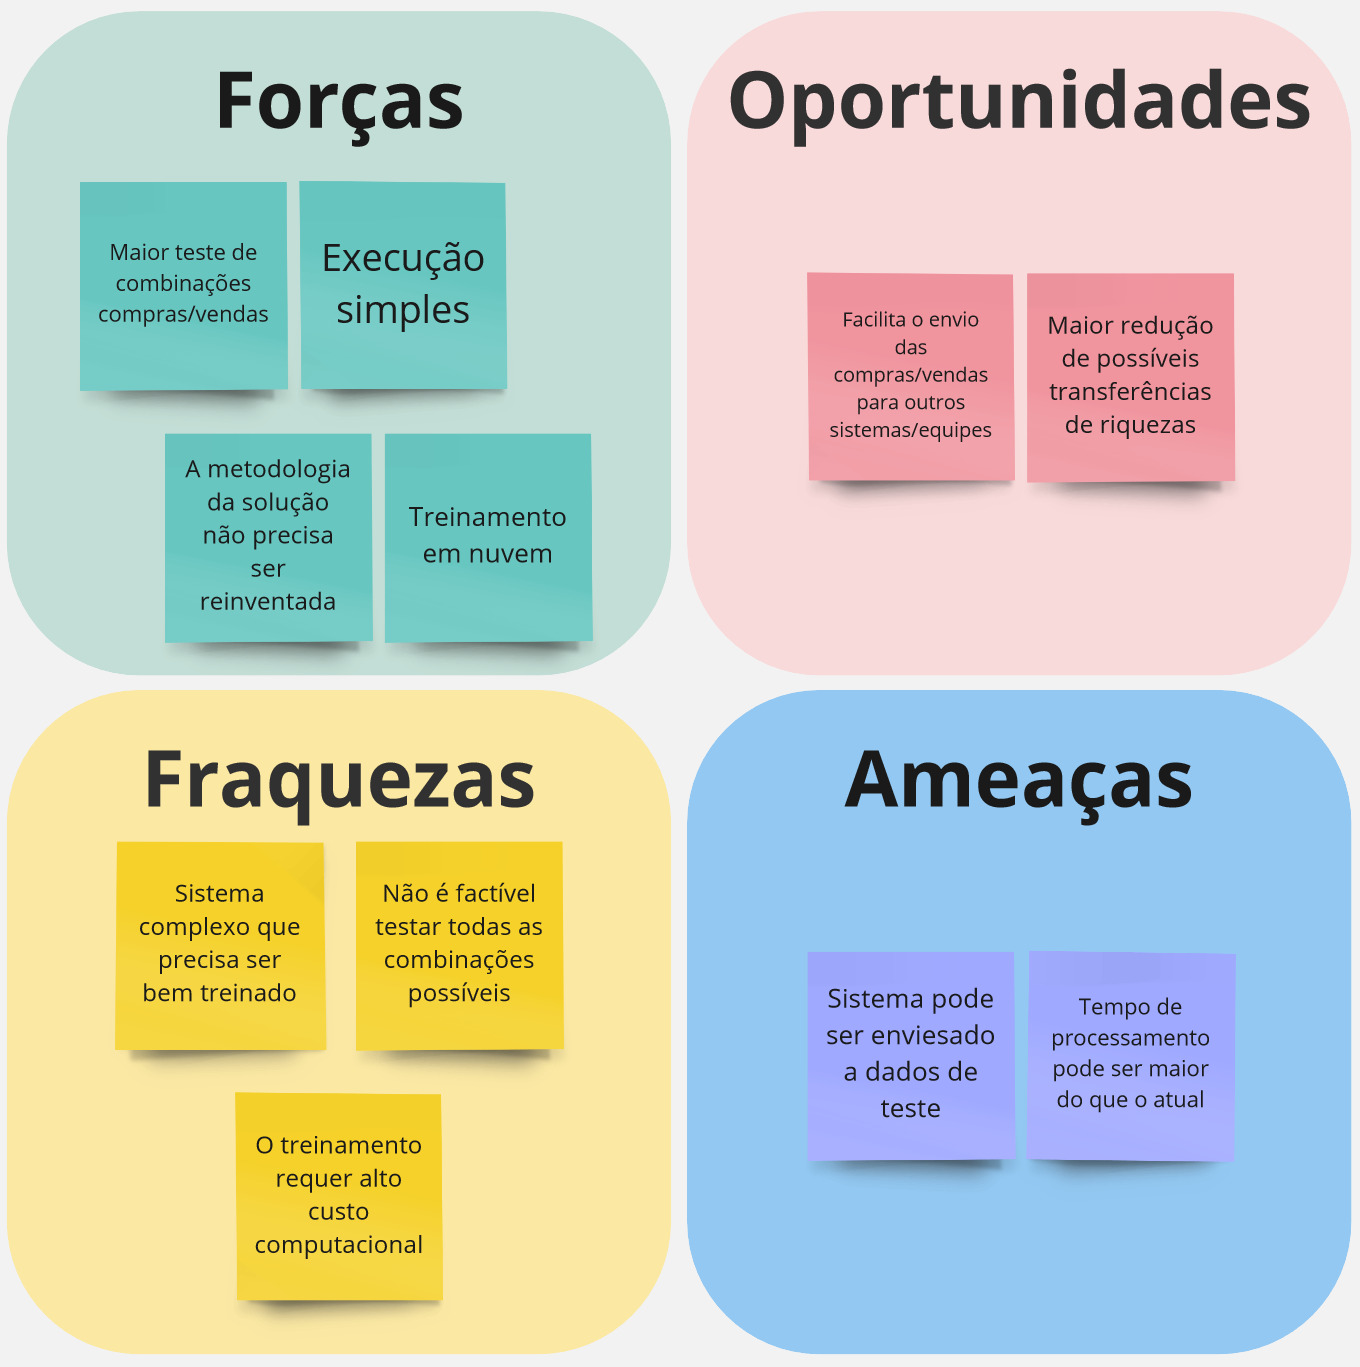 Forças
Maior teste de
combinações
compras/vendas
Execução
simples
A metodologia
da solução
não precisa
ser
reinventada
Treinamento
em nuvem
Oportunidades
Facilita o envio
das
compras/vendas
para outros
sistemas/equipes
Maior redução
de possíveis
transferências
de riquezas
Fraquezas
Sistema
complexo que
precisa ser
bem treinado
Não é factível
testar todas as
combinações
possíveis
O treinamento
requer alto
custo
computacional
Ameaças
Sistema pode
ser enviesado
a dados de
teste
Tempo de
processamento
pode ser maior
do que o atual